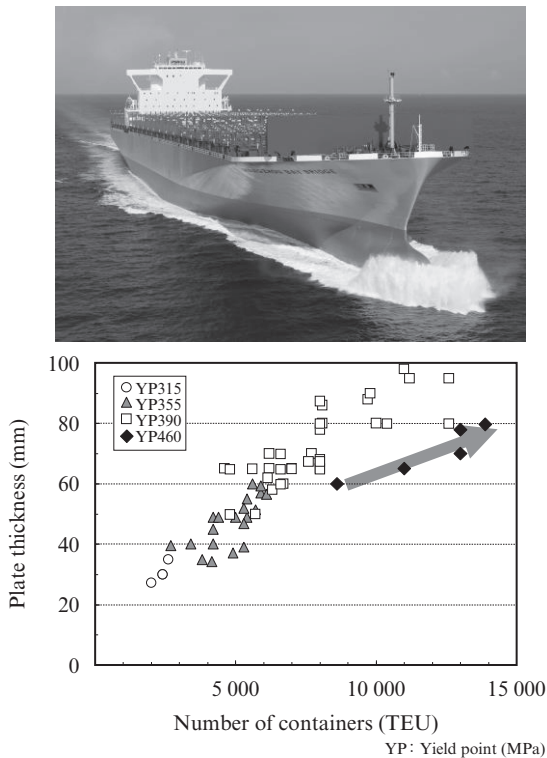 100
80
60
40
20
0
Plate thickness (mm)
YP315
YP355
YP390
YP460
5 000
10 000
15 000
Number of containers (TEU)
YP: Yield point (MPa)